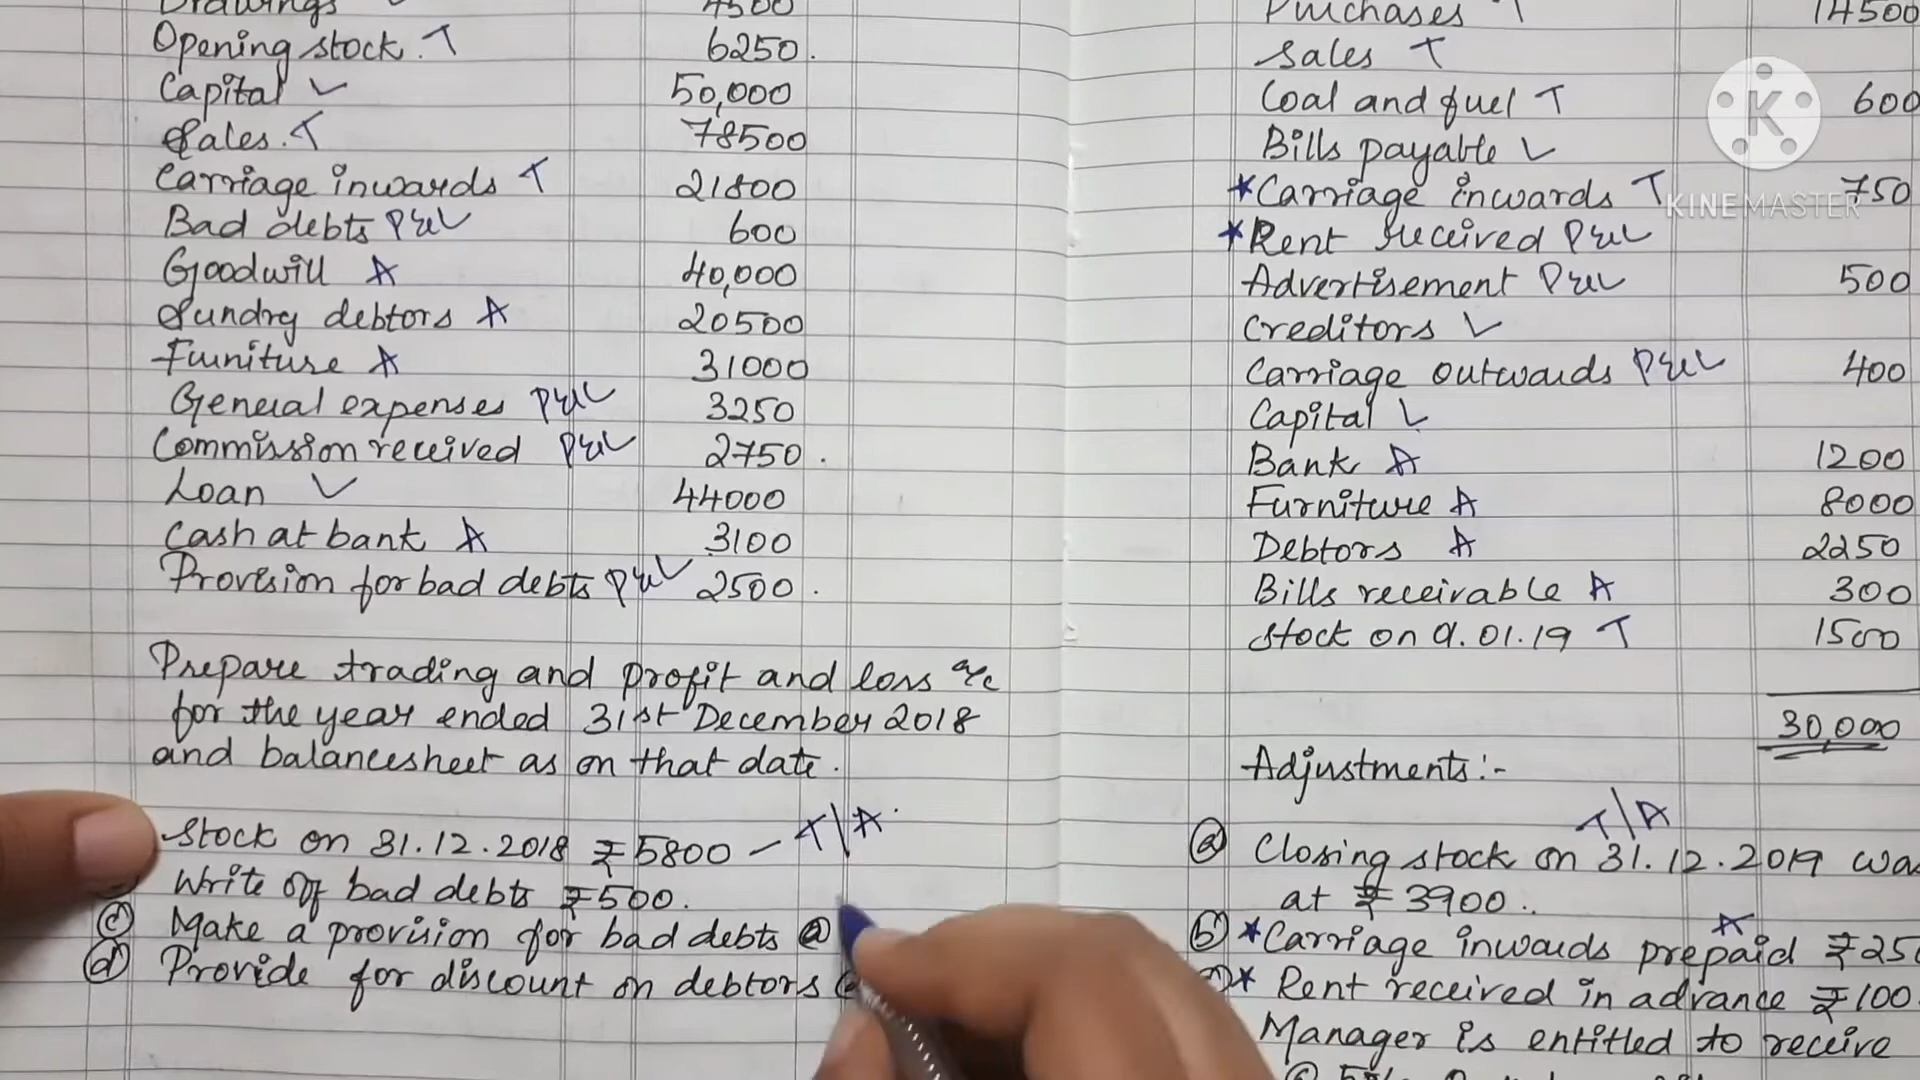 Drawings 4500
Opening stock. T 6250.
Capital L 50,000
Sales. T 78500
Carriage inwards T 21800
Bad debts P&L 600
Goodwill A 40,000
Sundry debtors A 20500
Furniture A 31000
General expenses P&L 3250
Commission received P&L 2750.
Loan L 44000
Cash at bank A 3100
Provision for bad debts P&L 2500.
Prepare trading and profit and loss a/c
for the year ended 31st December 2018
and balancesheet as on that date.
Stock on 31.12.2018 ₹5800 - T/A.
Write off bad debts ₹500.
(c) Make a provision for bad debts @
(d) Provide for discount on debtors
Purchases T 14500
Sales T
Coal and fuel T 600
Bills payable L
*Carriage inwards T 750
*Rent received P&L
Advertisement P&L 500
Creditors L
Carriage outwards P&L 400
Capital L
Bank A 1200
Furniture A 8000
Debtors A 2250
Bills receivable A 300
Stock on 01.01.19 T 1500
30,000
Adjustments:-
T/A
(a) Closing stock on 31.12.2019 was
at ₹3900.
A
(b) *Carriage inwards prepaid ₹25
* Rent received in advance ₹100
Manager is entitled to receive
K
KINEMASTER